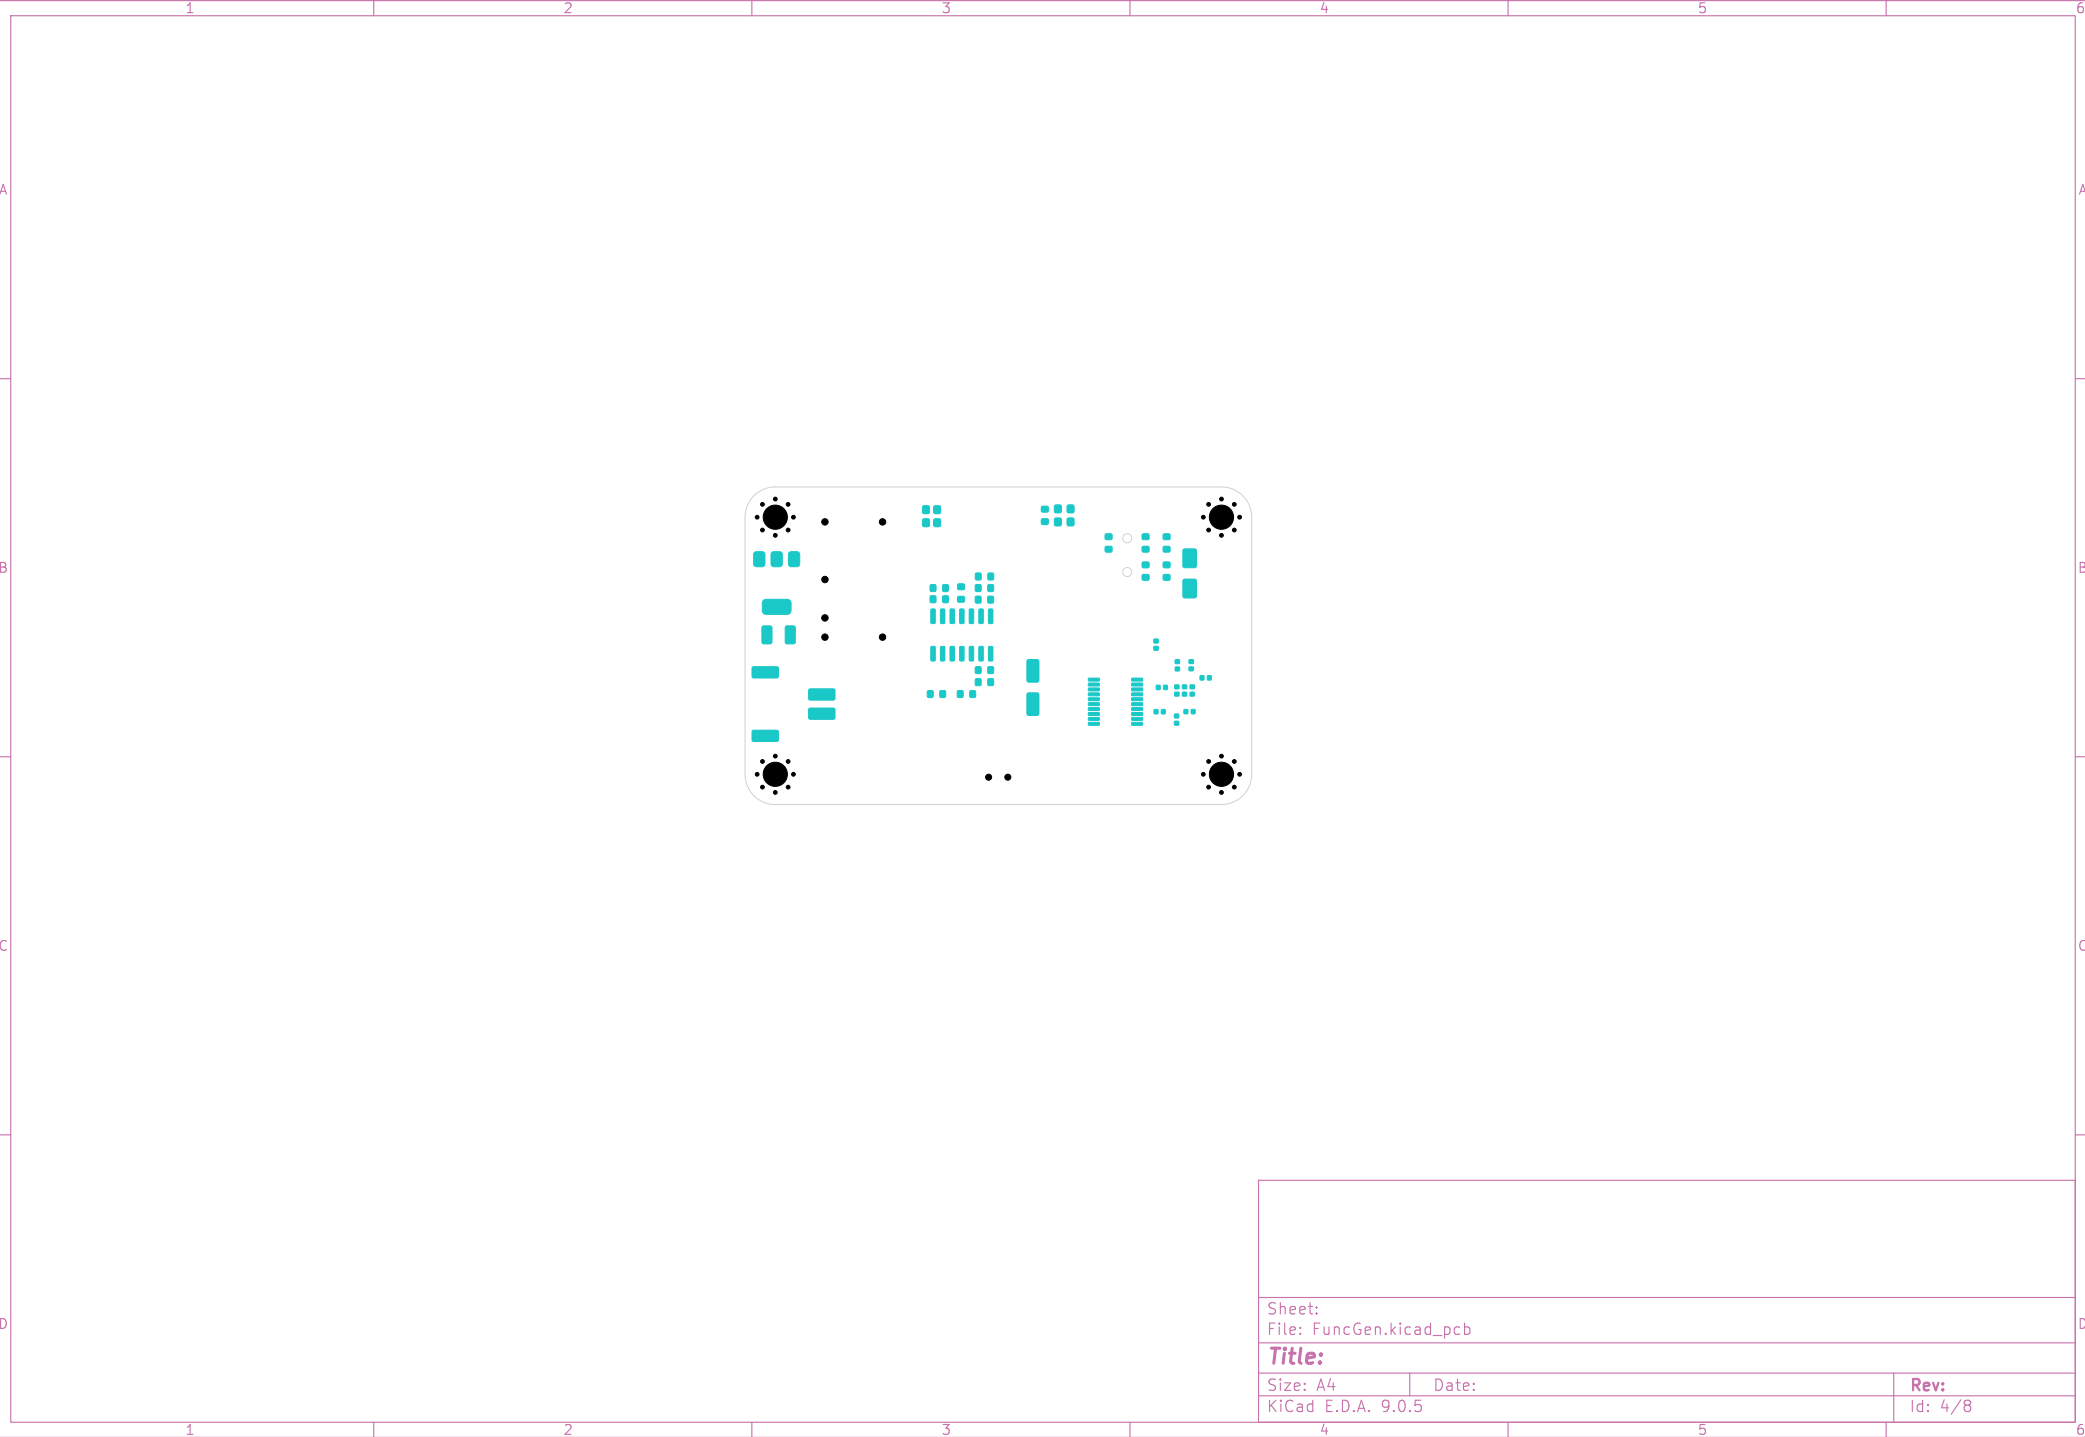 1 2 3 4 5 6
A A
B B
C C
D D
Sheet:
File: FuncGen.kicad_pcb
Title:
Size: A4 Date: Rev:
KiCad E.D.A. 9.0.5 Id: 4/8
1 2 3 4 5 6